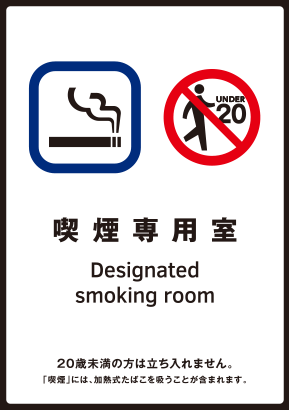 UNDER
20
喫煙専用室
Designated
smoking room
20歳未満の方は立ち入れません。
「喫煙」には、加熱式たばこを吸うことが含まれます。